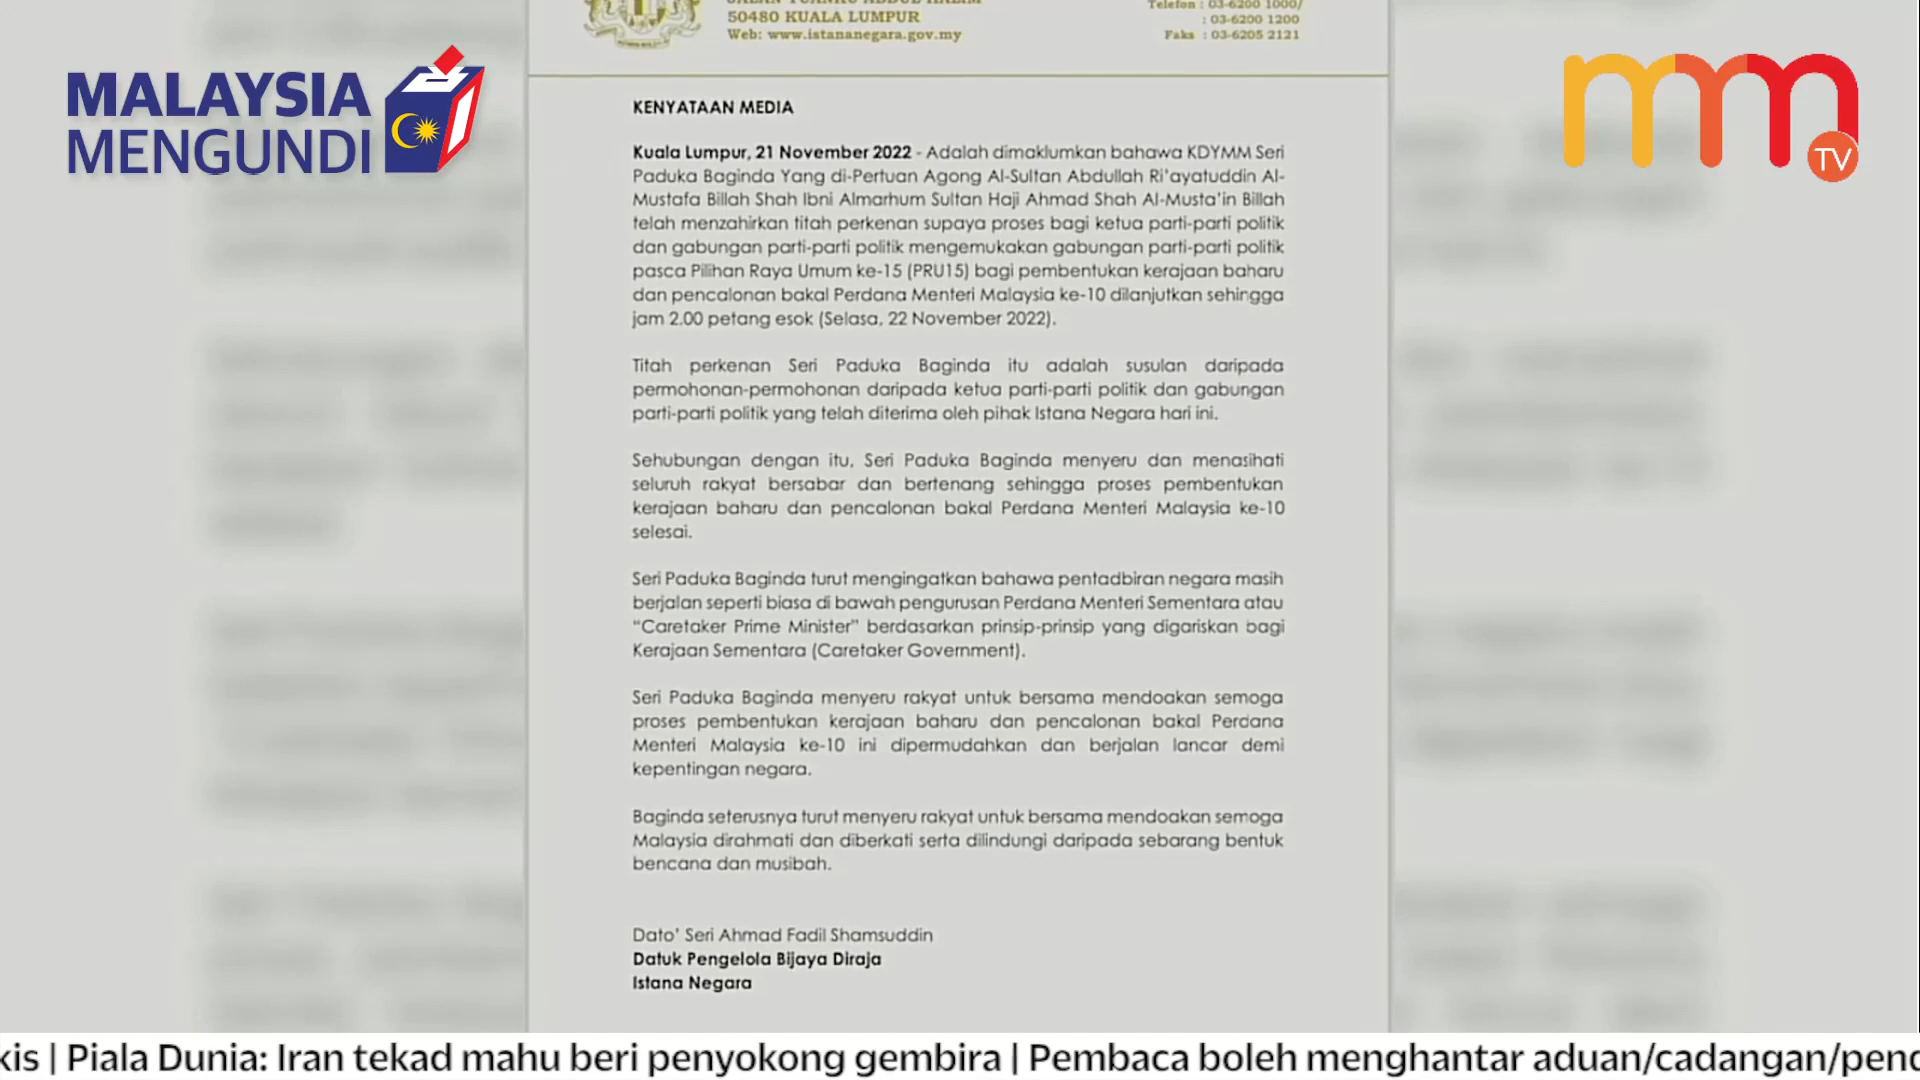 50480 KUALA LUMPUR
Web: www.istananegara.gov.my
Telefon : 03-6200 1000/
: 03-6200 1200
Faks : 03-6205 2121
MALAYSIA
MENGUNDI
mm
TV
KENYATAAN MEDIA
Kuala Lumpur, 21 November 2022 - Adalah dimaklumkan bahawa KDYMM Seri
Paduka Baginda Yang di-Pertuan Agong Al-Sultan Abdullah Ri'ayatuddin Al-
Mustafa Billah Shah Ibni Almarhum Sultan Haji Ahmad Shah Al-Musta'in Billah
telah menzahirkan titah perkenan supaya proses bagi ketua parti-parti politik
dan gabungan parti-parti politik mengemukakan gabungan parti-parti politik
pasca Pilihan Raya Umum ke-15 (PRU15) bagi pembentukan kerajaan baharu
dan pencalonan bakal Perdana Menteri Malaysia ke-10 dilanjutkan sehingga
jam 2.00 petang esok (Selasa, 22 November 2022).
Titah perkenan Seri Paduka Baginda itu adalah susulan daripada
permohonan-permohonan daripada ketua parti-parti politik dan gabungan
parti-parti politik yang telah diterima oleh pihak Istana Negara hari ini.
Sehubungan dengan itu, Seri Paduka Baginda menyeru dan menasihati
seluruh rakyat bersabar dan bertenang sehingga proses pembentukan
kerajaan baharu dan pencalonan bakal Perdana Menteri Malaysia ke-10
selesai.
Seri Paduka Baginda turut mengingatkan bahawa pentadbiran negara masih
berjalan seperti biasa di bawah pengurusan Perdana Menteri Sementara atau
"Caretaker Prime Minister" berdasarkan prinsip-prinsip yang digariskan bagi
Kerajaan Sementara (Caretaker Government).
Seri Paduka Baginda menyeru rakyat untuk bersama mendoakan semoga
proses pembentukan kerajaan baharu dan pencalonan bakal Perdana
Menteri Malaysia ke-10 ini dipermudahkan dan berjalan lancar demi
kepentingan negara.
Baginda seterusnya turut menyeru rakyat untuk bersama mendoakan semoga
Malaysia dirahmati dan diberkati serta dilindungi daripada sebarang bentuk
bencana dan musibah.
Dato' Seri Ahmad Fadil Shamsuddin
Datuk Pengelola Bijaya Diraja
Istana Negara
kis | Piala Dunia: Iran tekad mahu beri penyokong gembira | Pembaca boleh menghantar aduan/cadangan/pend